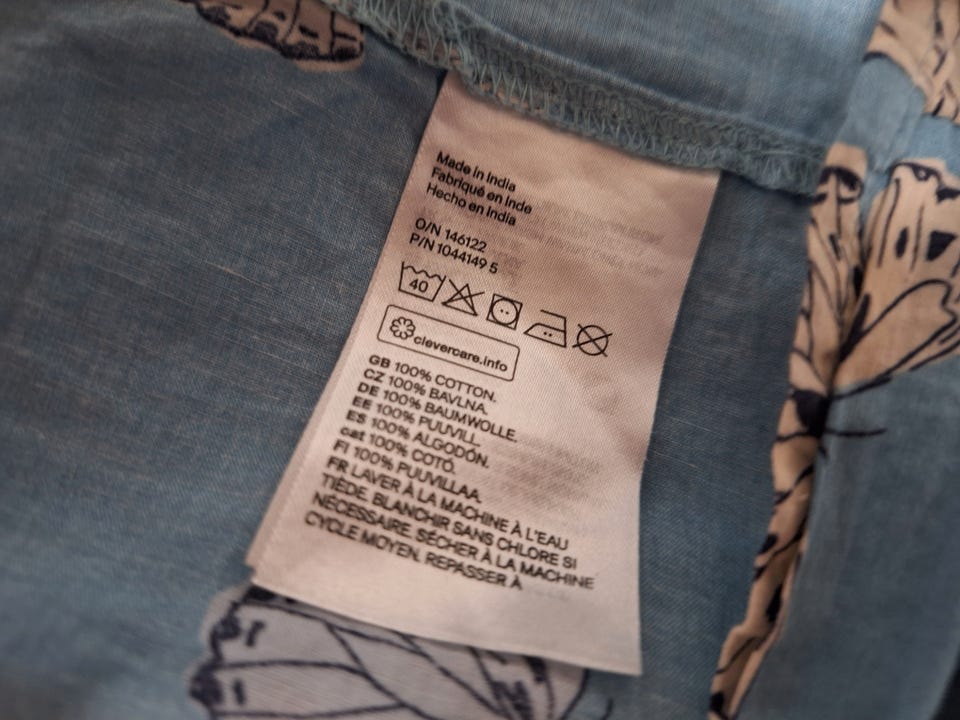 Made in India
Fabriqué en Inde
Hecho en India
O/N 146122
P/N 1044149 5
40
clevercare.info
GB 100% COTTON.
CZ 100% BAVLNA.
DE 100% BAUMWOLLE.
EE 100% PUUVILL.
ES 100% ALGODÓN.
cat 100% COTÓ.
FI 100% PUUVILLAA.
FR LAVER À LA MACHINE À L'EAU
TIÈDE. BLANCHIR SANS CHLORE SI
NÉCESSAIRE. SÉCHER À LA MACHINE
CYCLE MOYEN. REPASSER À